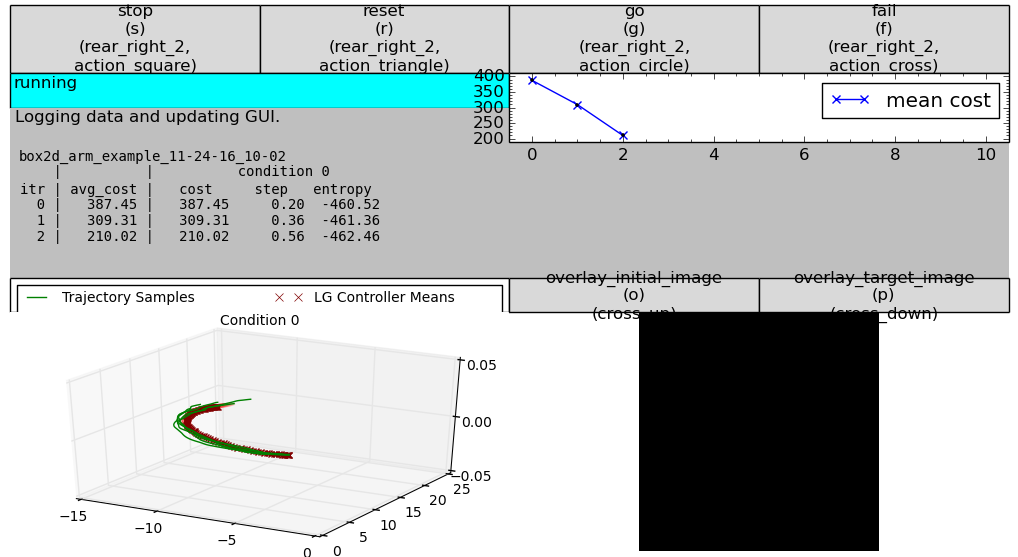 stop
(s)
(rear_right_2,
action_square)
reset
(r)
(rear_right_2,
action_triangle)
go
(g)
(rear_right_2,
action_circle)
fail
(f)
(rear_right_2,
action_cross)
running
400
350
300
250
200
mean cost
0 2 4 6 8 10
Logging data and updating GUI.
box2d_arm_example_11-24-16_10-02
| | condition 0
itr | avg_cost | cost step entropy
0 | 387.45 | 387.45 0.20 -460.52
1 | 309.31 | 309.31 0.36 -461.36
2 | 210.02 | 210.02 0.56 -462.46
overlay_initial_image
(o)
(cross_up)
overlay_target_image
(p)
(cross_down)
Trajectory Samples LG Controller Means
Condition 0
0.05
0.00
−0.05
25
20
15
10
5
0
−15
−10
−5
0